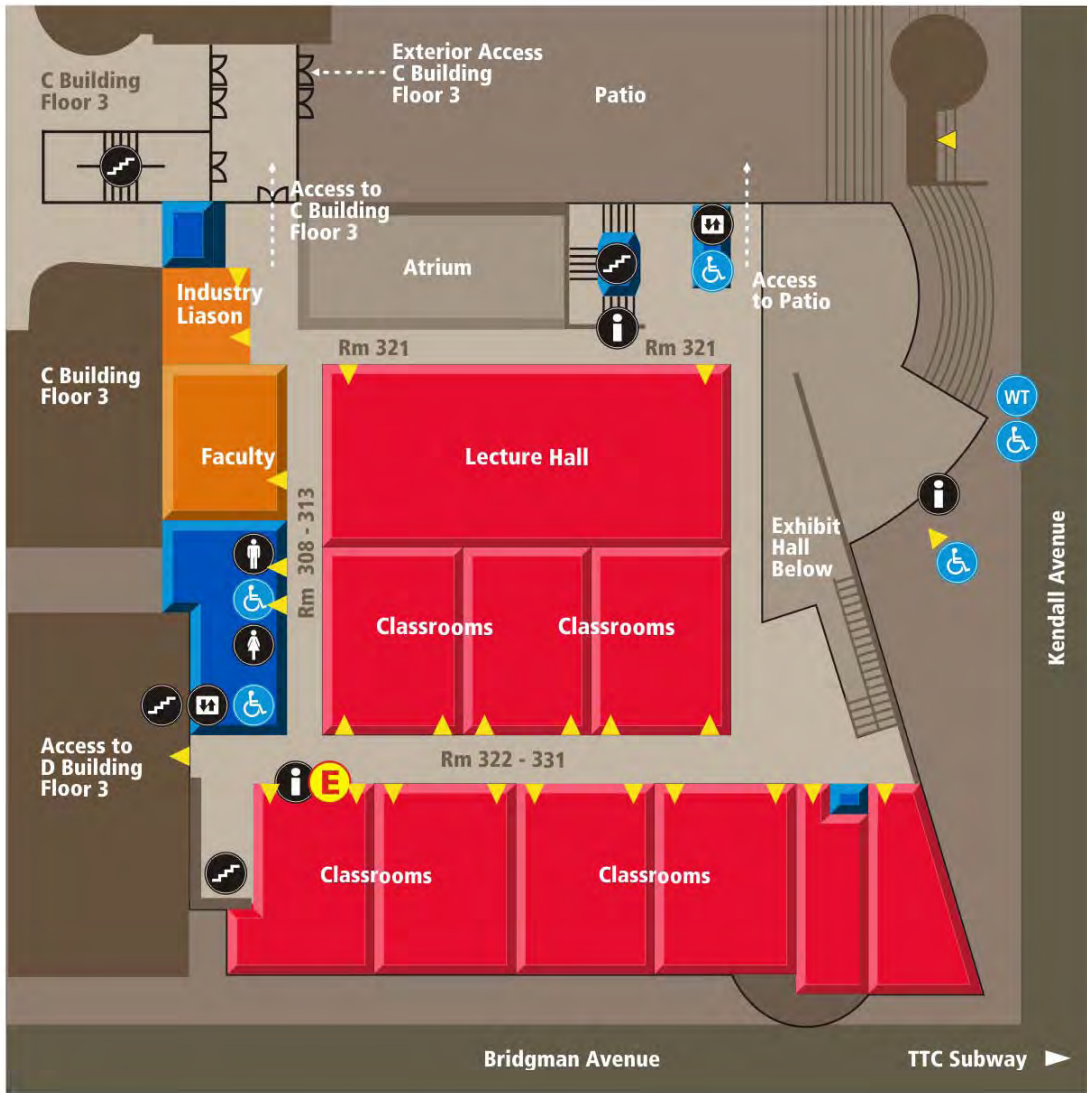 C Building
Floor 3
Exterior Access
C Building
Floor 3
Patio
Access to
C Building
Floor 3
Atrium
Access
to Patio
Industry
Liason
Rm 321
Rm 321
C Building
Floor 3
WT
Faculty
Lecture Hall
Rm 308 - 313
Exhibit
Hall
Below
Kendall Avenue
Classrooms
Classrooms
Access to
D Building
Floor 3
Rm 322 - 331
E
Classrooms
Classrooms
Bridgman Avenue
TTC Subway